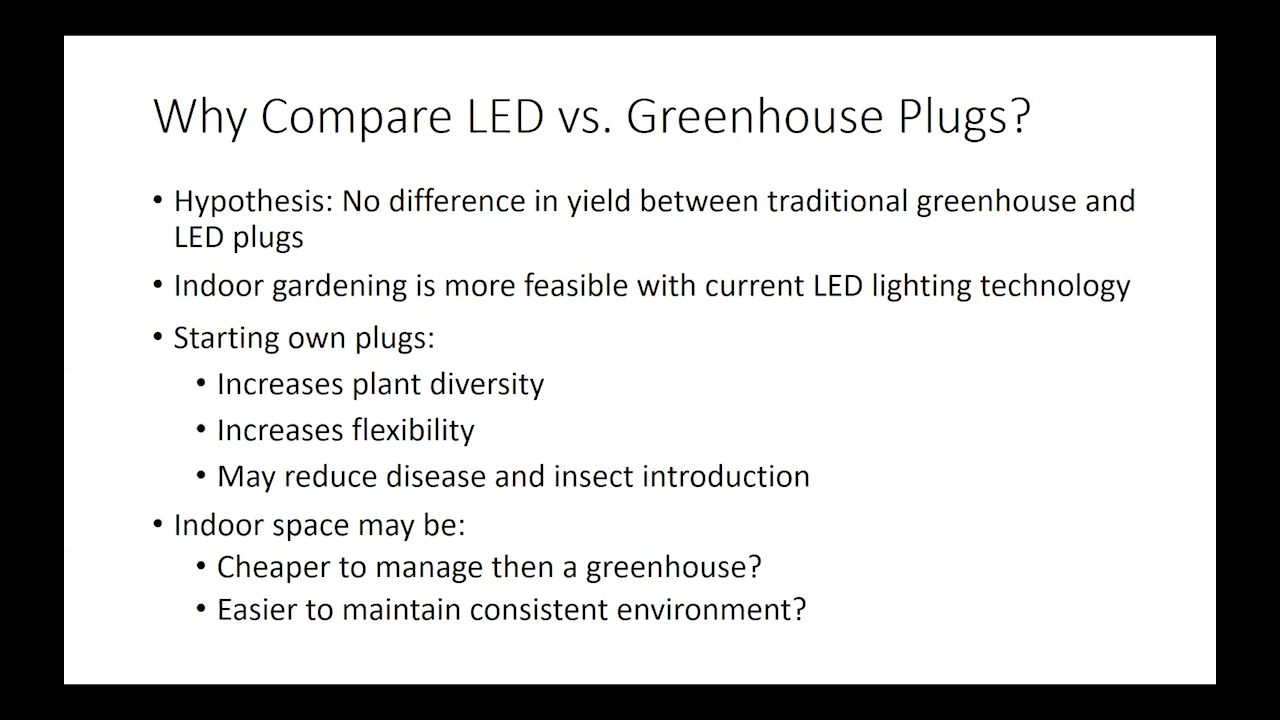 Why Compare LED vs. Greenhouse Plugs?
• Hypothesis: No difference in yield between traditional greenhouse and
LED plugs
• Indoor gardening is more feasible with current LED lighting technology
• Starting own plugs:
• Increases plant diversity
• Increases flexibility
• May reduce disease and insect introduction
• Indoor space may be:
• Cheaper to manage then a greenhouse?
• Easier to maintain consistent environment?